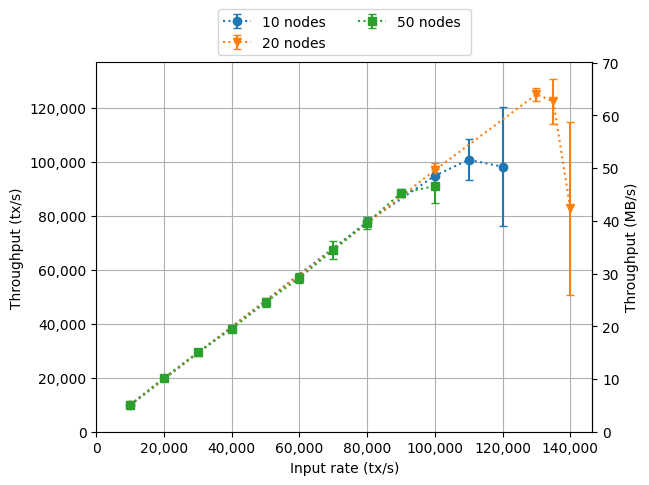 10 nodes
20 nodes
50 nodes
Throughput (tx/s)
120,000
100,000
80,000
60,000
40,000
20,000
0
70
60
50
40
30
20
10
0
Throughput (MB/s)
0 20,000 40,000 60,000 80,000 100,000 120,000 140,000
Input rate (tx/s)